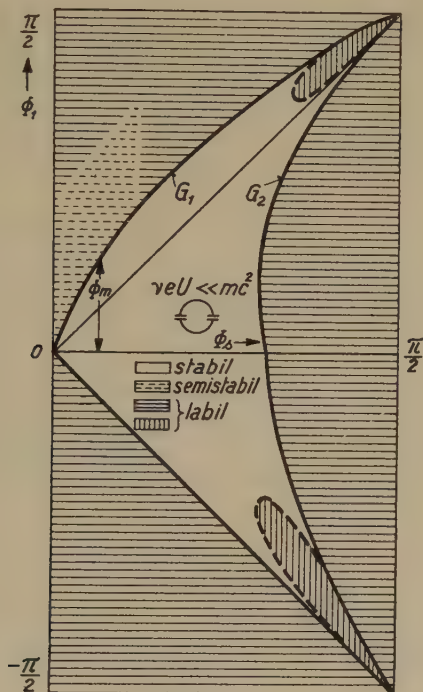 π/2
ϕ₁
G₁
G₂
ϕₘ
νeU ≪ mc²
0
ϕₛ
π/2
stabil
semistabil
} labil
-π/2